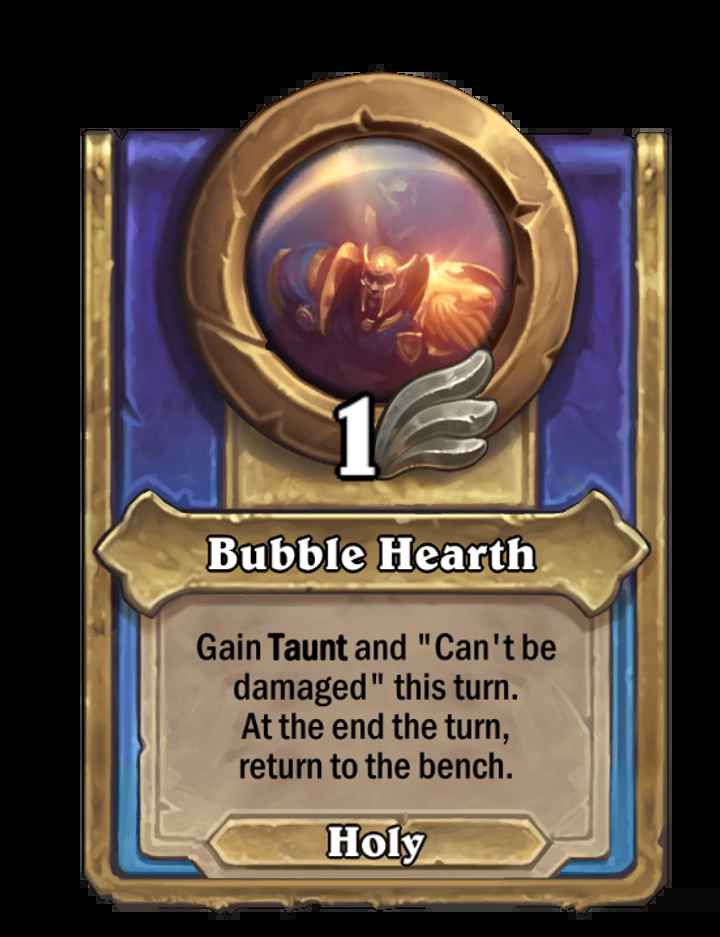 1
Bubble Hearth
Gain Taunt and "Can't be
damaged" this turn.
At the end the turn,
return to the bench.
Holy